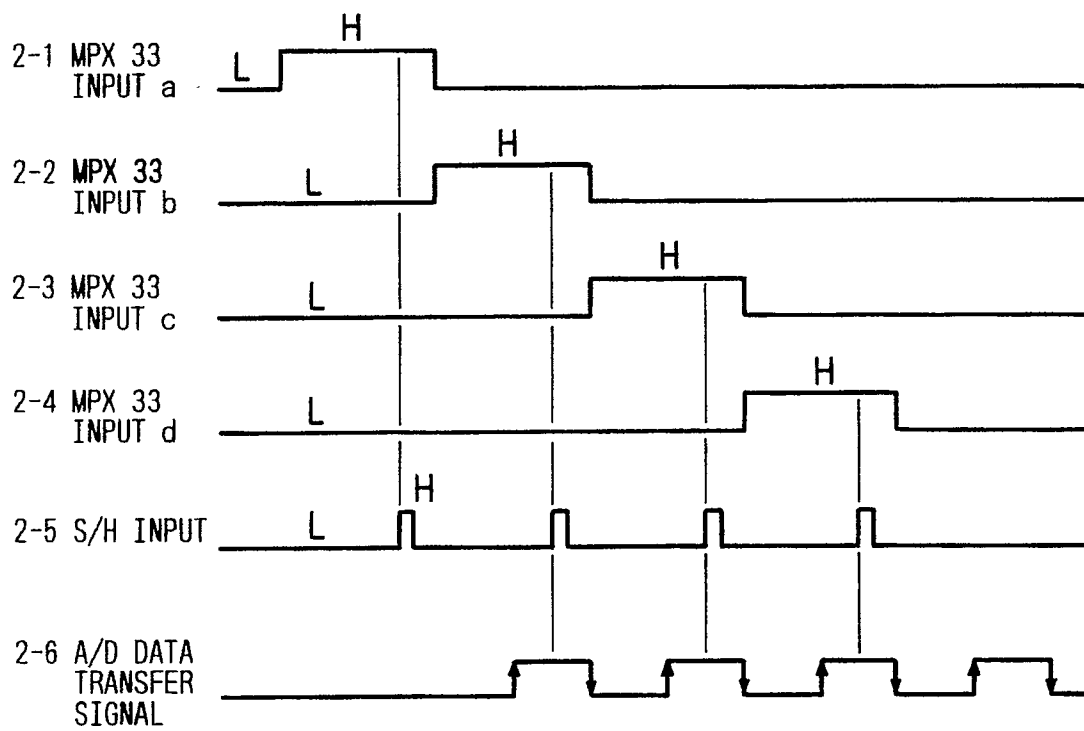 H
2-1 MPX 33
L
INPUT a
H
2-2 MPX 33
L
INPUT b
H
2-3 MPX 33
L
INPUT c
H
2-4 MPX 33
L
INPUT d
H
2-5 S/H INPUT
L
2-6 A/D DATA
TRANSFER
SIGNAL